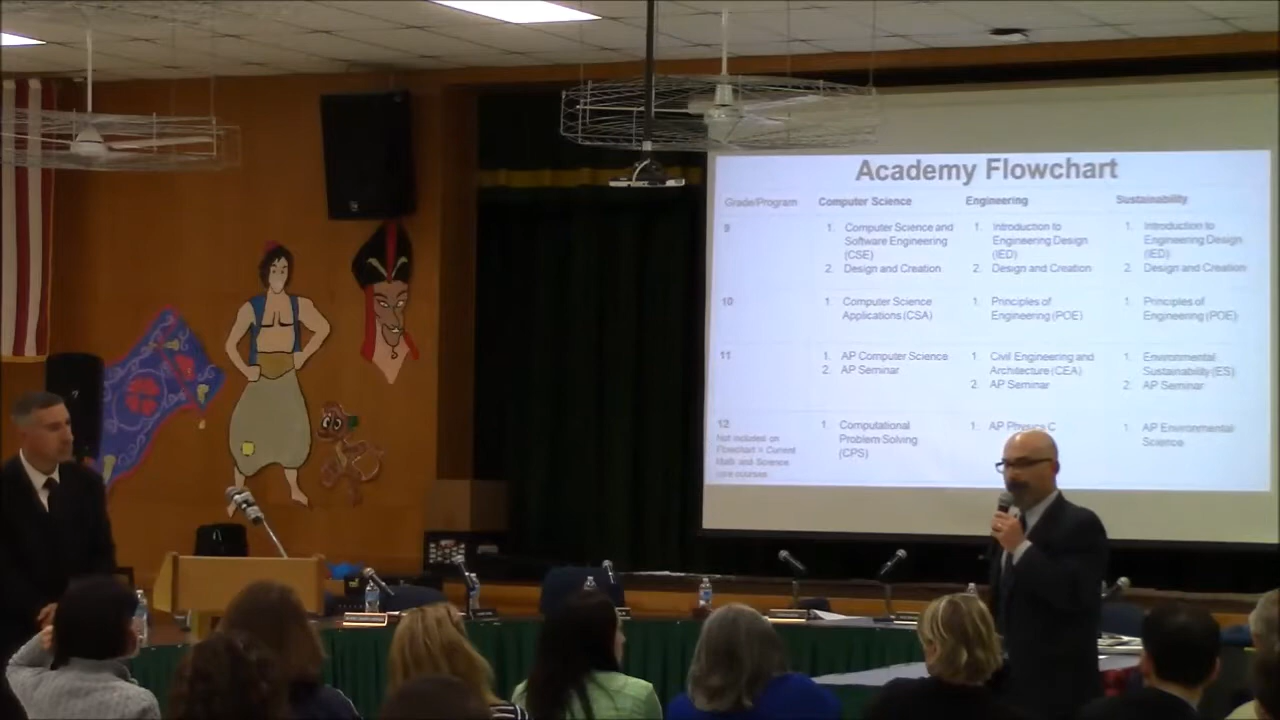 Academy Flowchart
Grade/Program Computer Science Engineering Sustainability
9
1. Computer Science and
Software Engineering
(CSE)
2. Design and Creation
1. Introduction to
Engineering Design
(IED)
2. Design and Creation
1. Introduction to
Engineering Design
(IED)
2. Design and Creation
10
1. Computer Science
Applications (CSA)
1. Principles of
Engineering (POE)
1. Principles of
Engineering (POE)
11
1. AP Computer Science
2. AP Seminar
1. Civil Engineering and
Architecture (CEA)
2. AP Seminar
1. Environmental
Sustainability (ES)
2. AP Seminar
12
Not included on
Flowchart = Current
Math and Science
core courses
1. Computational
Problem Solving
(CPS)
1. AP Physics C
1. AP Environmental
Science